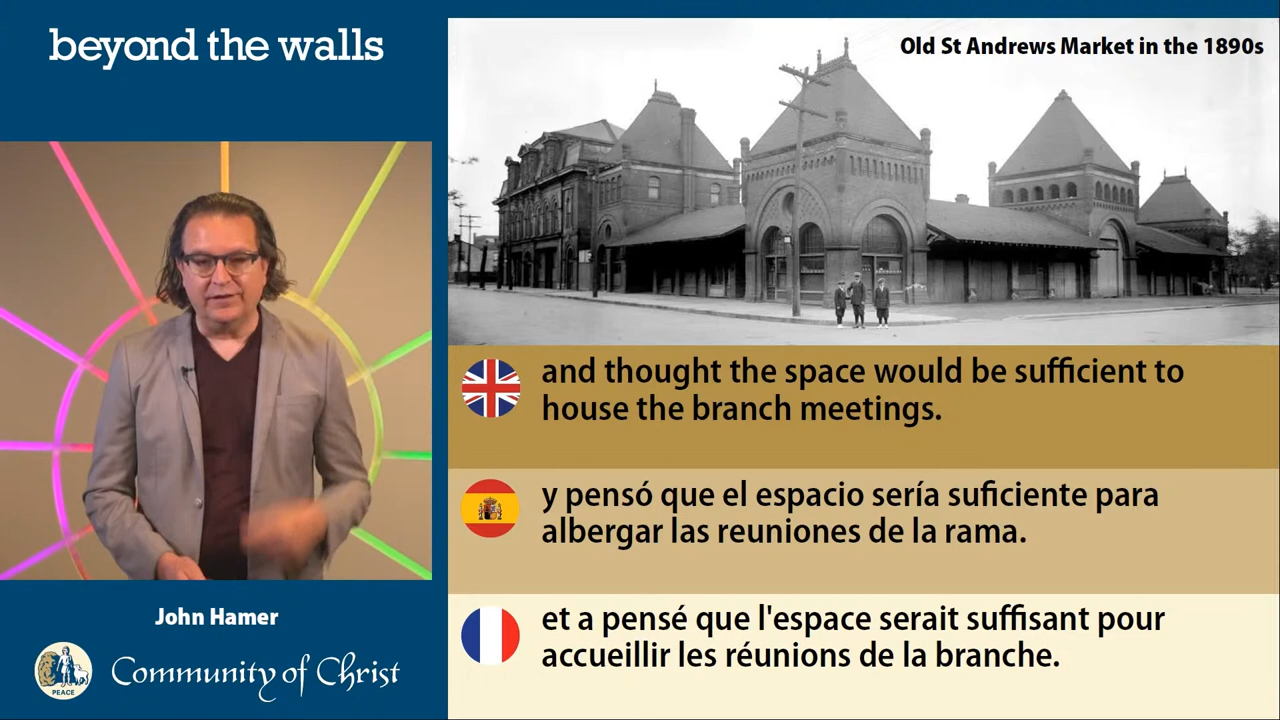 beyond the walls
Old St Andrews Market in the 1890s
and thought the space would be sufficient to
house the branch meetings.
y pensó que el espacio sería suficiente para
albergar las reuniones de la rama.
et a pensé que l'espace serait suffisant pour
accueillir les réunions de la branche.
John Hamer
PEACE
Community of Christ